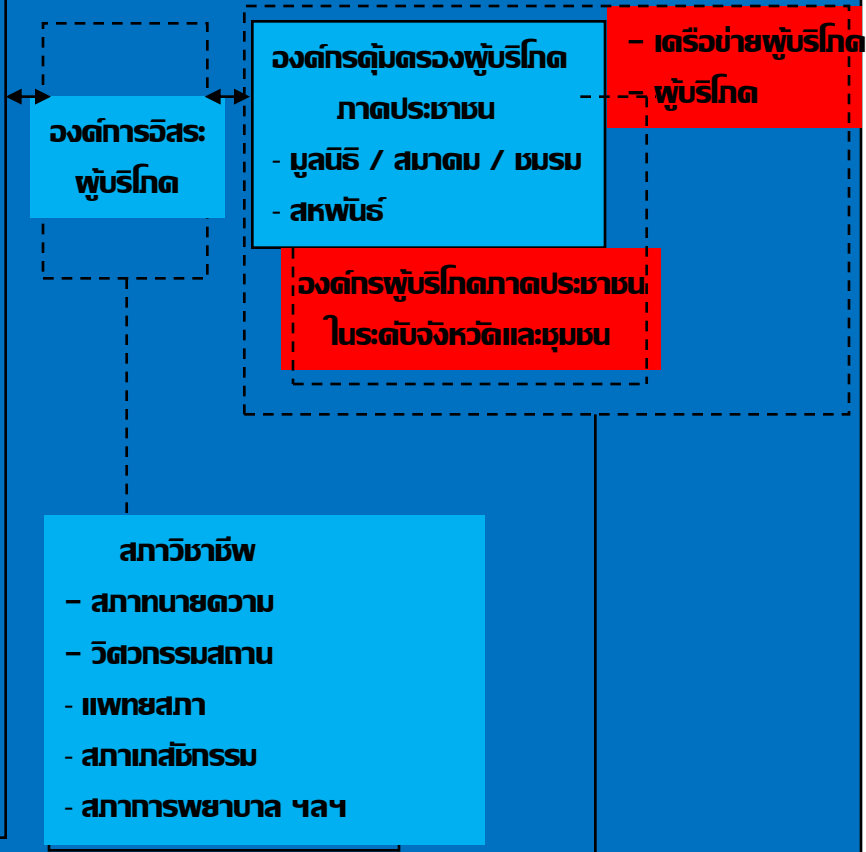 องค์การอิสระ
ผู้บริโภค
องค์กรคุ้มครองผู้บริโภค
ภาคประชาชน
- มูลนิธิ / สมาคม / ชมรม
- สหพันธ์
- เครือข่ายผู้บริโภค
- ผู้บริโภค
องค์กรผู้บริโภคภาคประชาชน
ในระดับจังหวัดและชุมชน
สภาวิชาชีพ
- สภาทนายความ
- วิศวกรรมสถาน
- แพทยสภา
- สภาเภสัชกรรม
- สภาการพยาบาล ฯลฯ